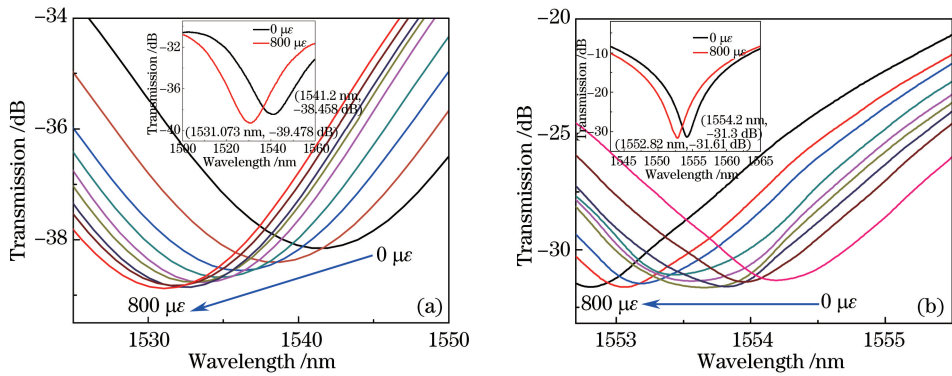 −34
−36
−38
Transmission /dB
1530
1540
1550
Wavelength /nm
(a)
0 με
800 με
−32
−36
−40
Transmission /dB
1500
1520
1540
1560
Wavelength /nm
0 με
800 με
(1541.2 nm,
−38.458 dB)
(1531.073 nm, −39.478 dB)
−20
−25
−30
Transmission /dB
1553
1554
1555
Wavelength /nm
(b)
800 με
0 με
−10
−20
−30
Transmission /dB
1545
1550
1555
1560
1565
Wavelength /nm
0 με
800 με
(1554.2 nm,
−31.3 dB)
(1552.82 nm, −31.61 dB)